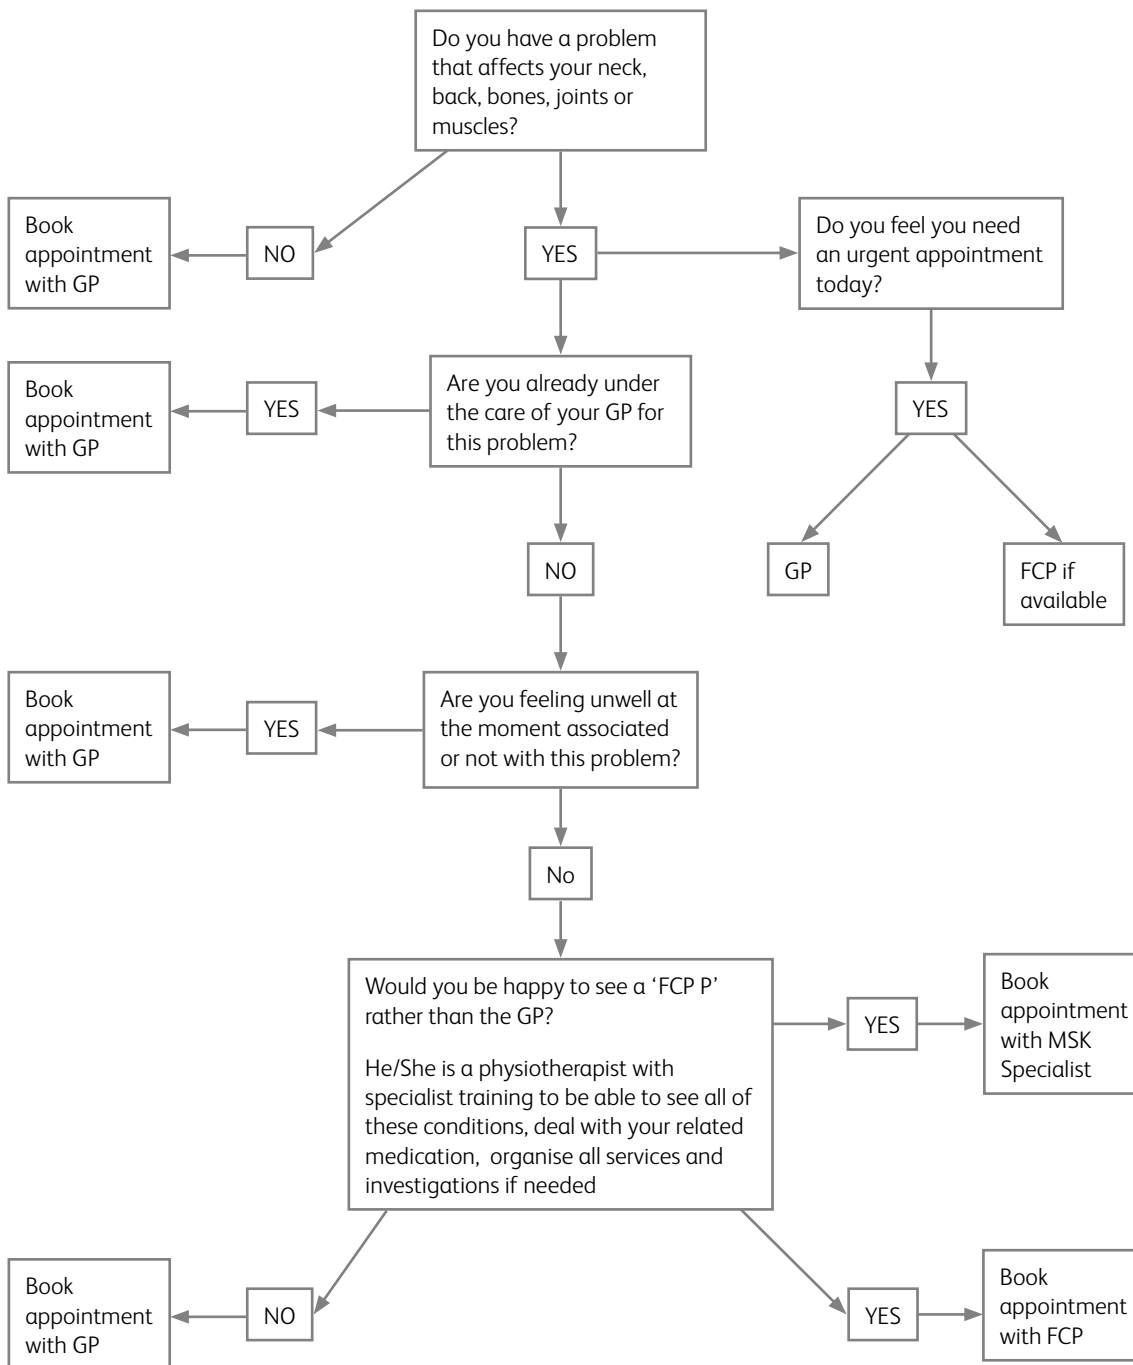 Do you have a problem
that affects your neck,
back, bones, joints or
muscles?
Book
appointment
with GP
NO
YES
Do you feel you need
an urgent appointment
today?
Book
appointment
with GP
YES
Are you already under
the care of your GP for
this problem?
YES
NO
GP
FCP if
available
Book
appointment
with GP
YES
Are you feeling unwell at
the moment associated
or not with this problem?
No
Would you be happy to see a ‘FCP P’
rather than the GP?
He/She is a physiotherapist with
specialist training to be able to see all of
these conditions, deal with your related
medication, organise all services and
investigations if needed
YES
Book
appointment
with MSK
Specialist
Book
appointment
with GP
NO
YES
Book
appointment
with FCP